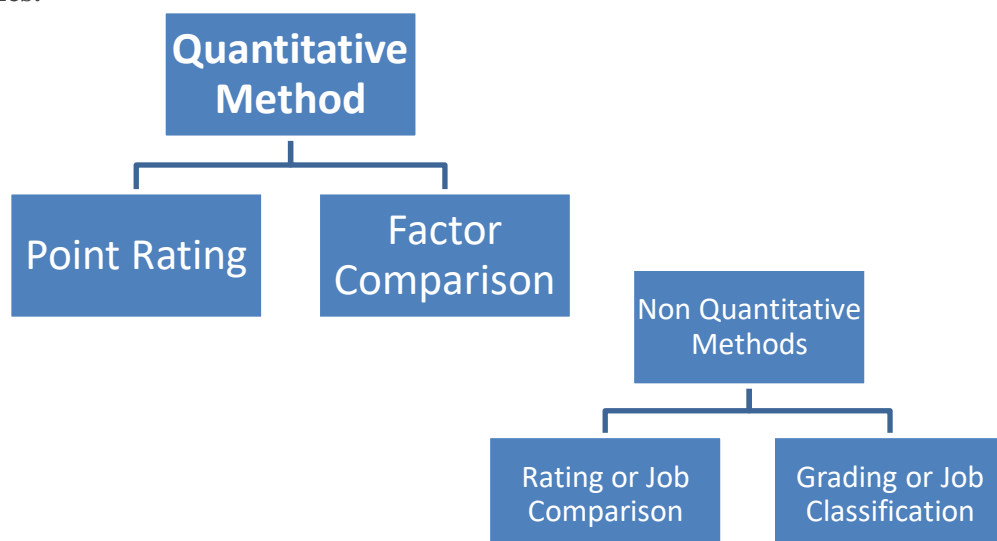 Quantitative
Method
Point Rating
Factor
Comparison
Non Quantitative
Methods
Rating or Job
Comparison
Grading or Job
Classification